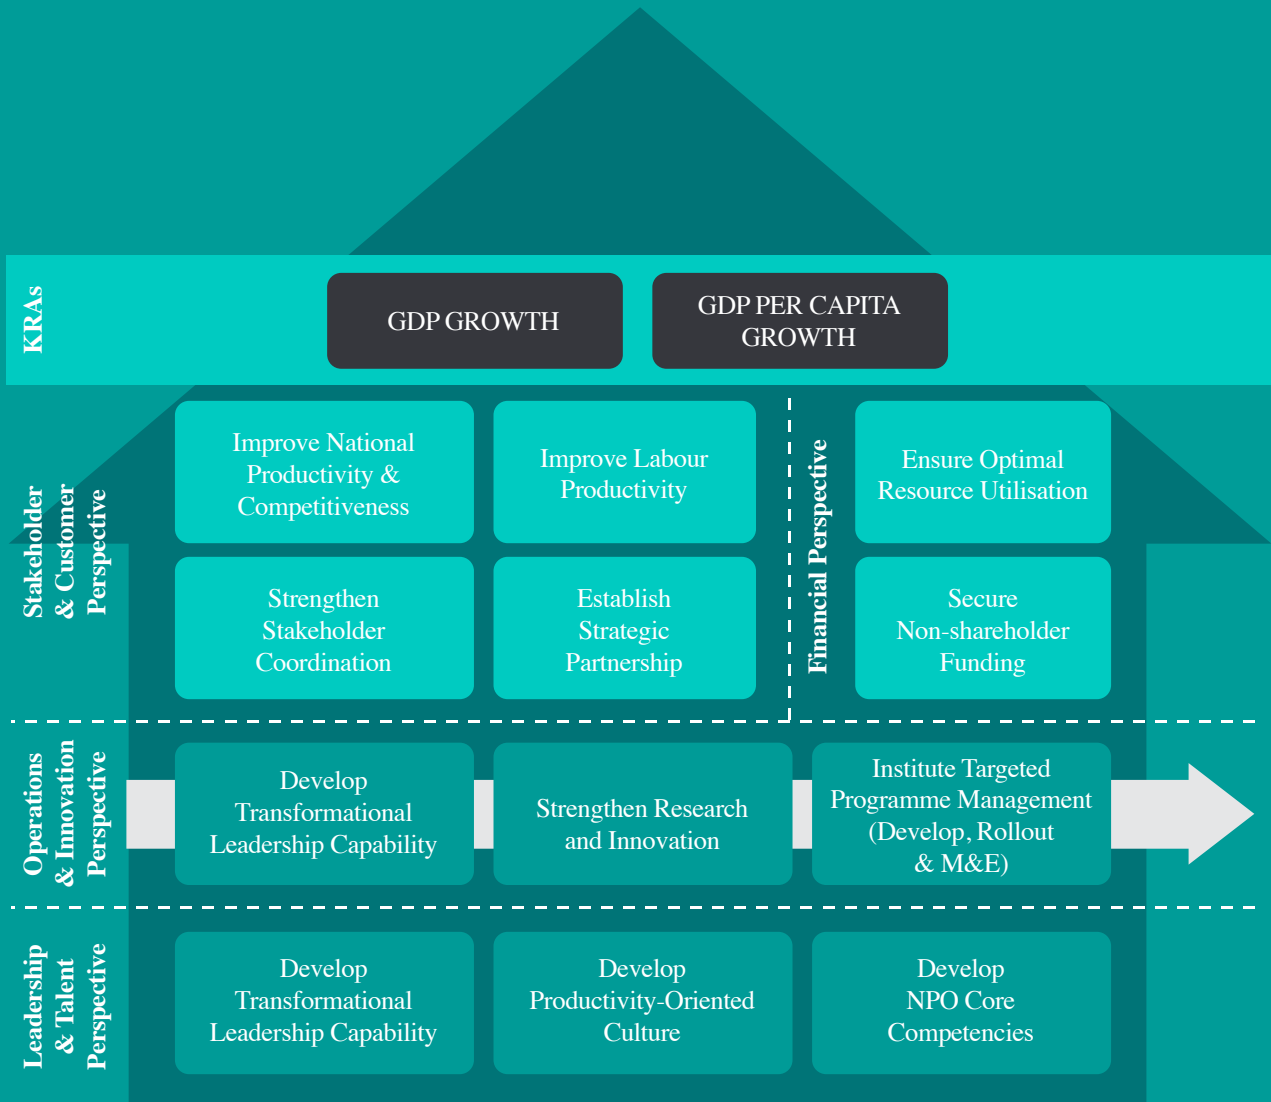 KRAs
GDP GROWTH
GDP PER CAPITA
GROWTH
Stakeholder
& Customer
Perspective
Improve National
Productivity &
Competitiveness
Improve Labour
Productivity
Strengthen
Stakeholder
Coordination
Establish
Strategic
Partnership
Financial Perspective
Ensure Optimal
Resource Utilisation
Secure
Non-shareholder
Funding
Operations
& Innovation
Perspective
Develop
Transformational
Leadership Capability
Strengthen Research
and Innovation
Institute Targeted
Programme Management
(Develop, Rollout
& M&E)
Leadership
& Talent
Perspective
Develop
Transformational
Leadership Capability
Develop
Productivity-Oriented
Culture
Develop
NPO Core
Competencies